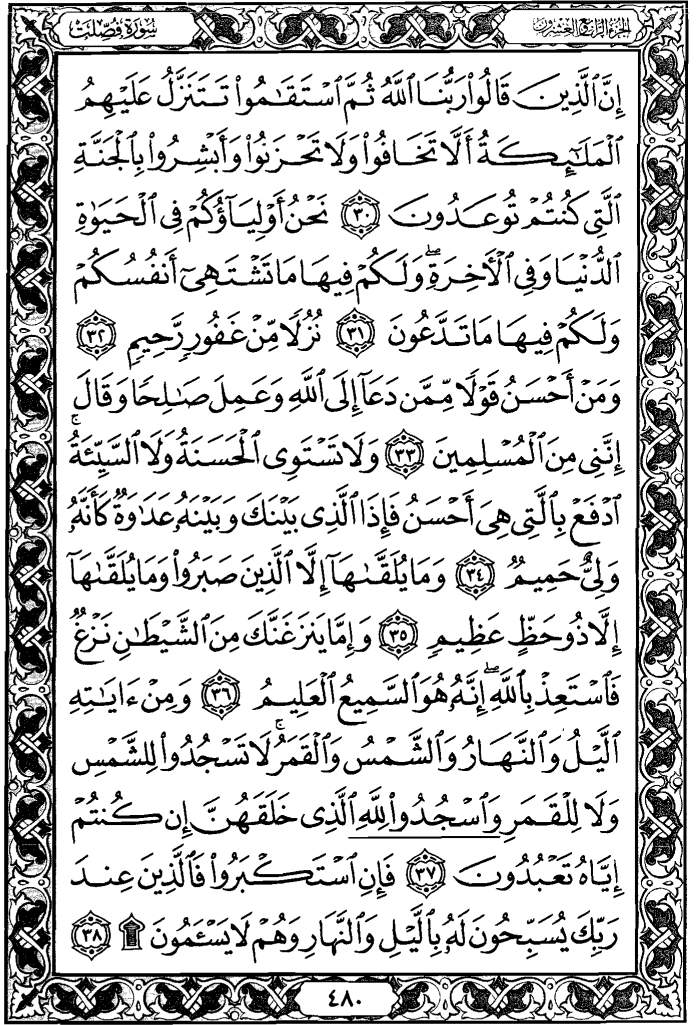 سُورَةُ فُصِّلَتْ
الجُزءُ الرَّابِعُ وَالعِشرُونَ
إِنَّ ٱلَّذِينَ قَالُوا۟ رَبُّنَا ٱللَّهُ ثُمَّ ٱسْتَقَـٰمُوا۟ تَتَنَزَّلُ عَلَيْهِمُ
ٱلْمَلَـٰٓئِكَةُ أَلَّا تَخَافُوا۟ وَلَا تَحْزَنُوا۟ وَأَبْشِرُوا۟ بِٱلْجَنَّةِ
ٱلَّتِى كُنتُمْ تُوعَدُونَ ٣٠ نَحْنُ أَوْلِيَآؤُكُمْ فِى ٱلْحَيَوٰةِ
ٱلدُّنْيَا وَفِى ٱلْأَخِرَةِ ۖ وَلَكُمْ فِيهَا مَا تَشْتَهِىٓ أَنفُسُكُمْ
وَلَكُمْ فِيهَا مَا تَدَّعُونَ ٣١ نُزُلًا مِّنْ غَفُورٍ رَّحِيمٍ ٣٢
وَمَنْ أَحْسَنُ قَوْلًا مِّمَّن دَعَآ إِلَى ٱللَّهِ وَعَمِلَ صَـٰلِحًا وَقَالَ
إِنَّنِى مِنَ ٱلْمُسْلِمِينَ ٣٣ وَلَا تَسْتَوِى ٱلْحَسَنَةُ وَلَا ٱلسَّيِّئَةُ ۚ
ٱدْفَعْ بِٱلَّتِى هِىَ أَحْسَنُ فَإِذَا ٱلَّذِى بَيْنَكَ وَبَيْنَهُۥ عَدَٰوَةٌ كَأَنَّهُۥ
وَلِىٌّ حَمِيمٌ ٣٤ وَمَا يُلَقَّىٰهَآ إِلَّا ٱلَّذِينَ صَبَرُوا۟ وَمَا يُلَقَّىٰهَآ
إِلَّا ذُو حَظٍّ عَظِيمٍ ٣٥ وَإِمَّا يَنزَغَنَّكَ مِنَ ٱلشَّيْطَـٰنِ نَزْغٌ
فَٱسْتَعِذْ بِٱللَّهِ ۖ إِنَّهُۥ هُوَ ٱلسَّمِيعُ ٱلْعَلِيمُ ٣٦ وَمِنْ ءَايَـٰتِهِ
ٱلَّيْلُ وَٱلنَّهَارُ وَٱلشَّمْسُ وَٱلْقَمَرُ ۚ لَا تَسْجُدُوا۟ لِلشَّمْسِ
وَلَا لِلْقَمَرِ وَٱسْجُدُوا۟ لِلَّهِ ٱلَّذِى خَلَقَهُنَّ إِن كُنتُمْ
إِيَّاهُ تَعْبُدُونَ ٣٧ فَإِنِ ٱسْتَكْبَرُوا۟ فَٱلَّذِينَ عِندَ
رَبِّكَ يُسَبِّحُونَ لَهُۥ بِٱلَّيْلِ وَٱلنَّهَارِ وَهُمْ لَا يَسْـَٔمُونَ ۩ ٣٨
٤٨٠